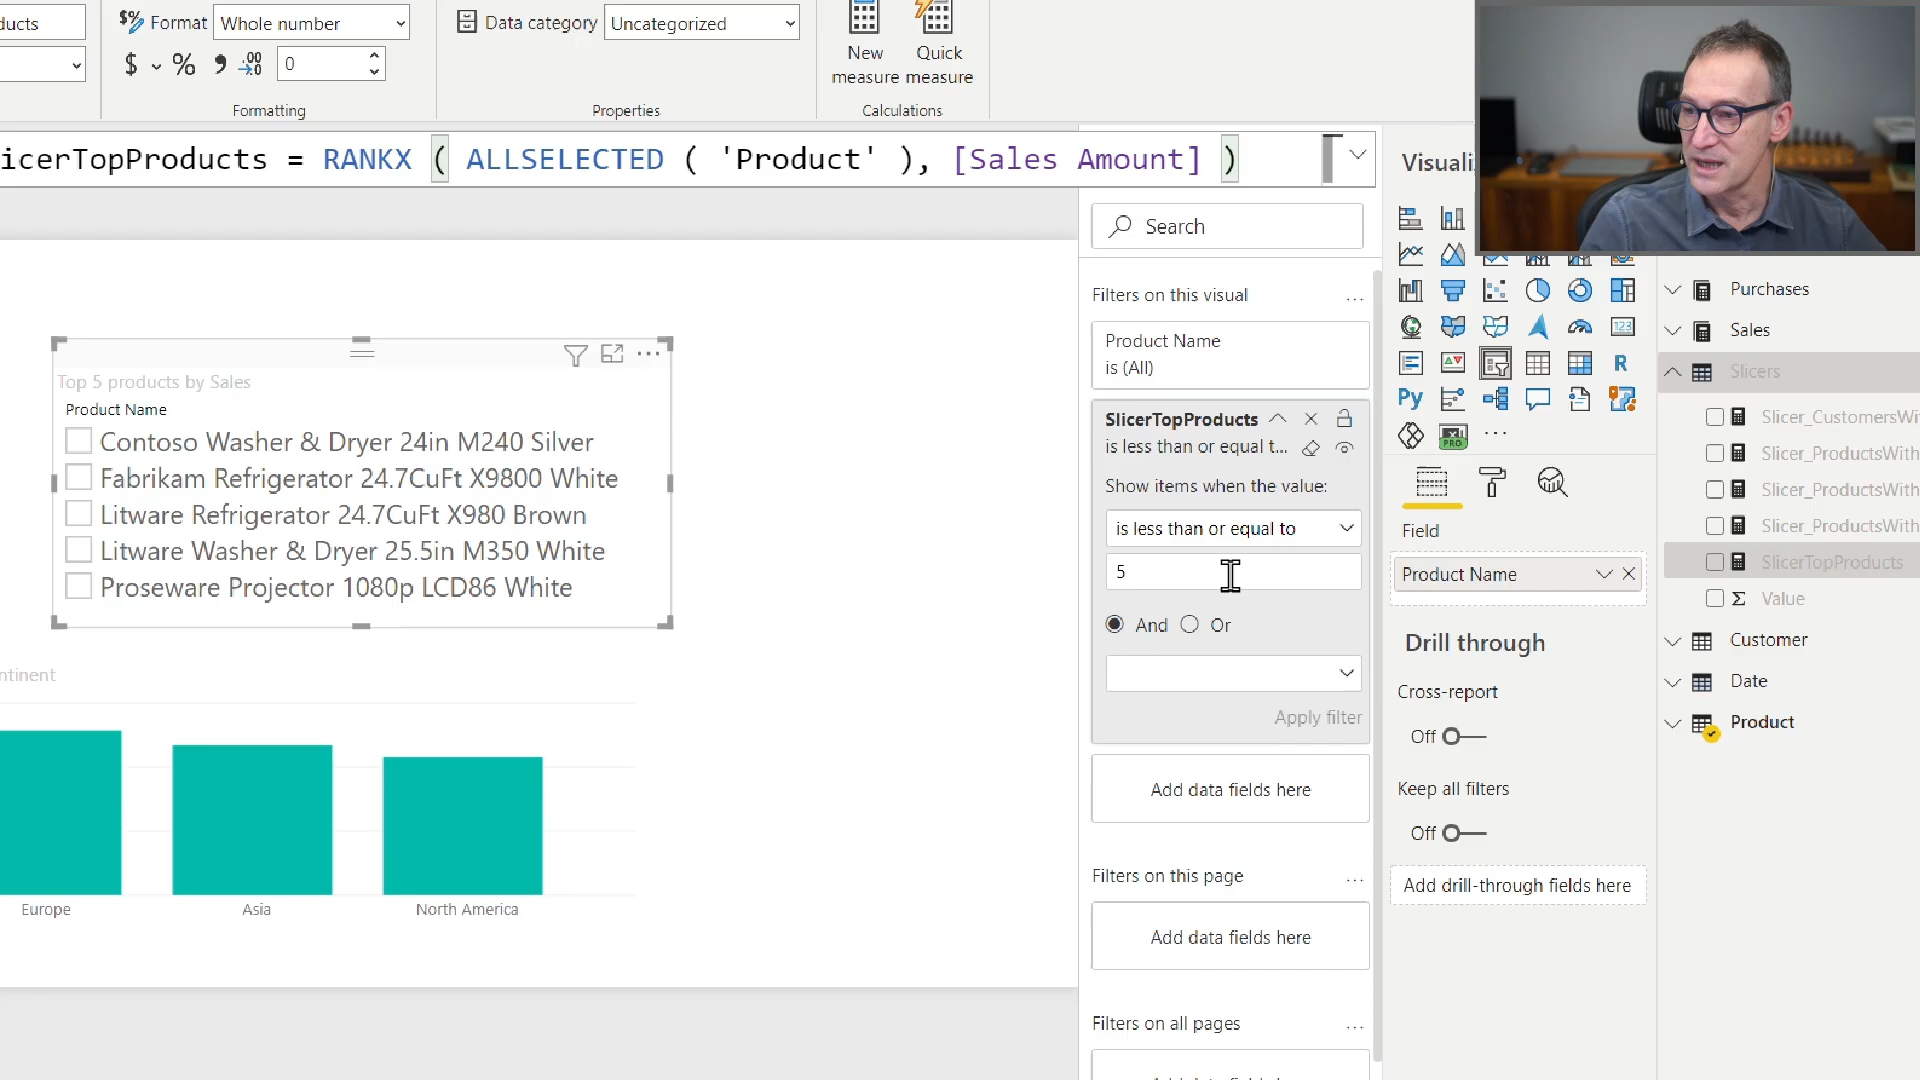 ducts
Format
Whole number
Data category
Uncategorized
New
measure
Quick
measure
$
%
0
Formatting
Properties
Calculations
icerTopProducts = RANKX ( ALLSELECTED ( 'Product' ), [Sales Amount] )
Search
Filters on this visual
Product Name
is (All)
SlicerTopProducts
is less than or equal t...
Show items when the value:
is less than or equal to
5
And
Or
Apply filter
Add data fields here
Filters on this page
Add data fields here
Filters on all pages
Top 5 products by Sales
Product Name
Contoso Washer & Dryer 24in M240 Silver
Fabrikam Refrigerator 24.7CuFt X9800 White
Litware Refrigerator 24.7CuFt X980 Brown
Litware Washer & Dryer 25.5in M350 White
Proseware Projector 1080p LCD86 White
ntinent
Europe
Asia
North America
Visuali
123
R
Py
PRO
Field
Product Name
Drill through
Cross-report
Off
Keep all filters
Off
Add drill-through fields here
Purchases
Sales
Slicers
Slicer_CustomersWi
Slicer_ProductsWith
Slicer_ProductsWith
Slicer_ProductsWith
SlicerTopProducts
Σ Value
Customer
Date
Product